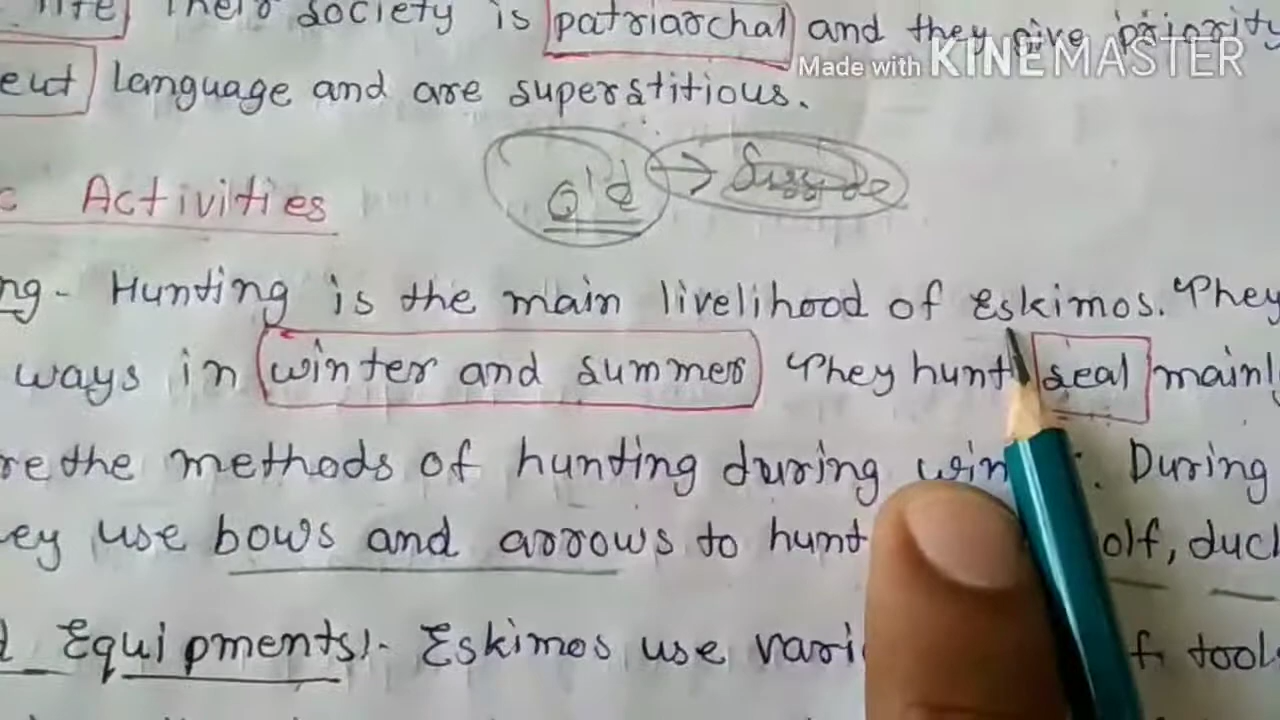 life Their society is patriarchal and they give priority
Made with KINEMASTER
language and are superstitious.
Old →
c Activities
ng- Hunting is the main livelihood of Eskimos. They
ways in winter and summer They hunt seal mainl
re the methods of hunting during win. During
ey use bows and arrows to hunt olf, duc
d Equipments:- Eskimos use vari f tool